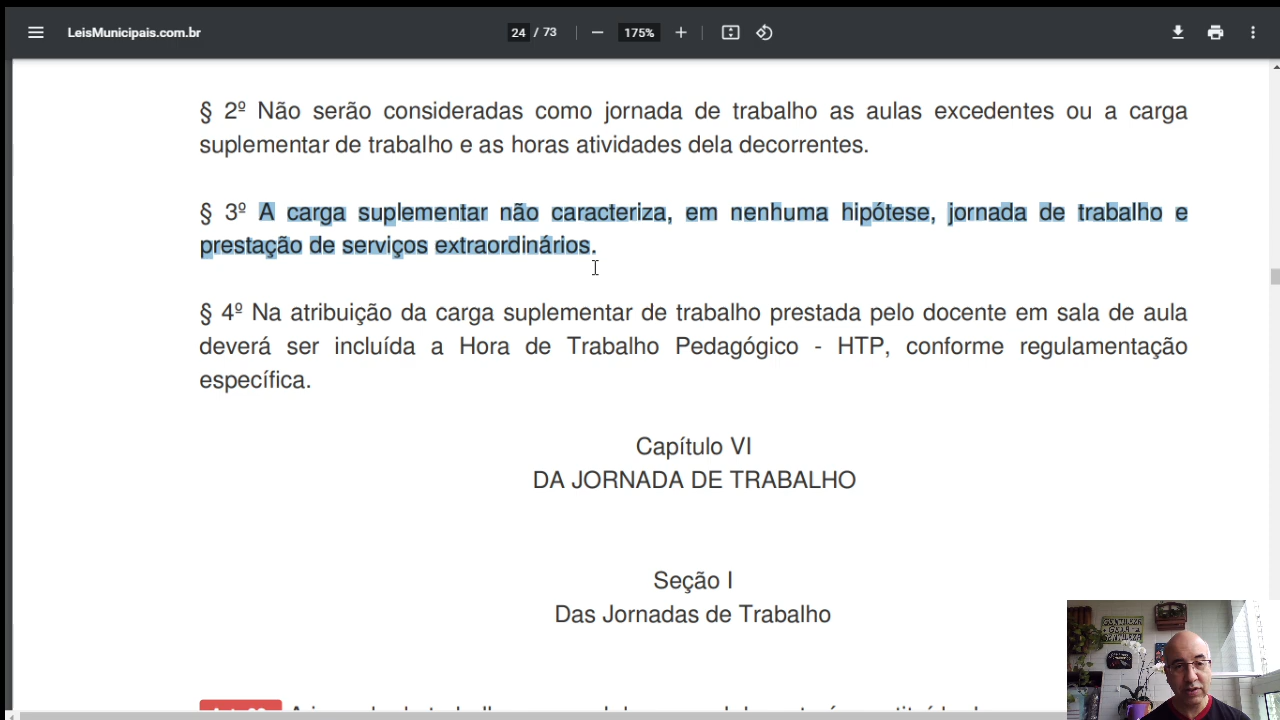 LeisMunicipais.com.br 24 / 73 175%
§ 2º Não serão consideradas como jornada de trabalho as aulas excedentes ou a carga
suplementar de trabalho e as horas atividades dela decorrentes.
§ 3º A carga suplementar não caracteriza, em nenhuma hipótese, jornada de trabalho e
prestação de serviços extraordinários.
§ 4º Na atribuição da carga suplementar de trabalho prestada pelo docente em sala de aula
deverá ser incluída a Hora de Trabalho Pedagógico - HTP, conforme regulamentação
específica.
Capítulo VI
DA JORNADA DE TRABALHO
Seção I
Das Jornadas de Trabalho